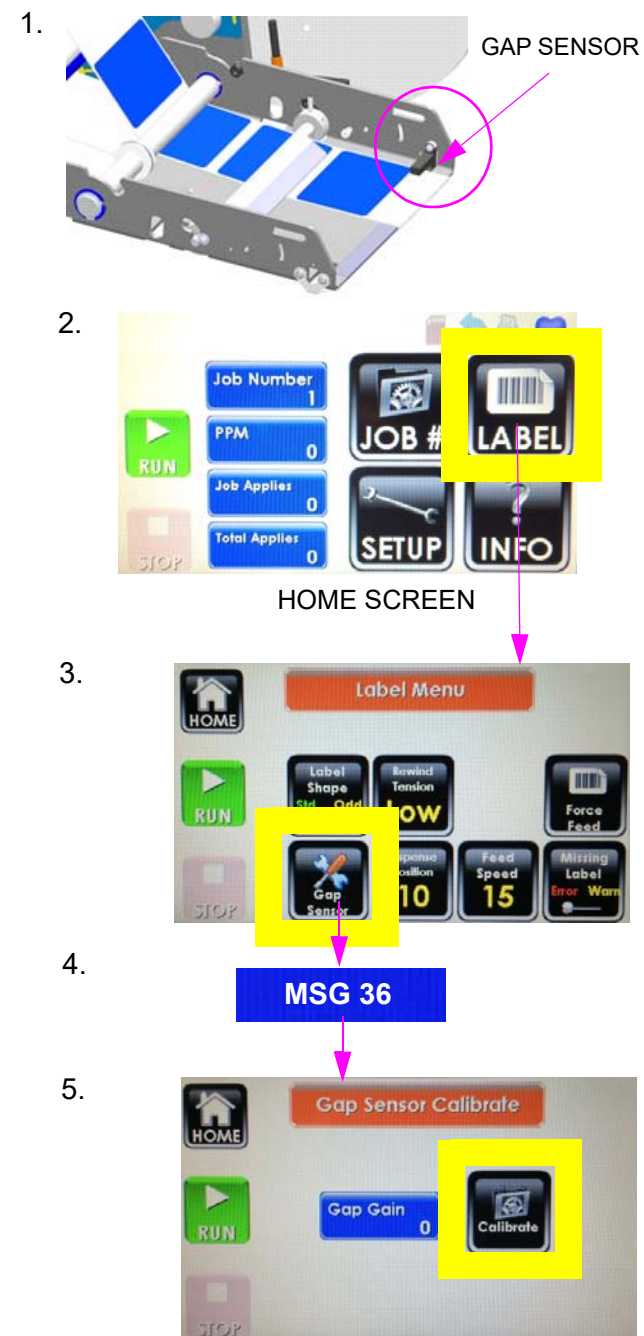 1.
GAP SENSOR
2.
Job Number
1
PPM
0
Job Applies
0
Total Applies
0
RUN
STOP
JOB #
LABEL
SETUP
INFO
HOME SCREEN
3.
HOME
Label Menu
RUN
Label
Shape
Std Odd
Rewind
Tension
Low
Force
Feed
STOP
Gap
Sensor
10
Feed
Speed
15
Missing
Label
Error Warn
4.
MSG 36
5.
HOME
Gap Sensor Calibrate
RUN
Gap Gain
0
Calibrate
STOP